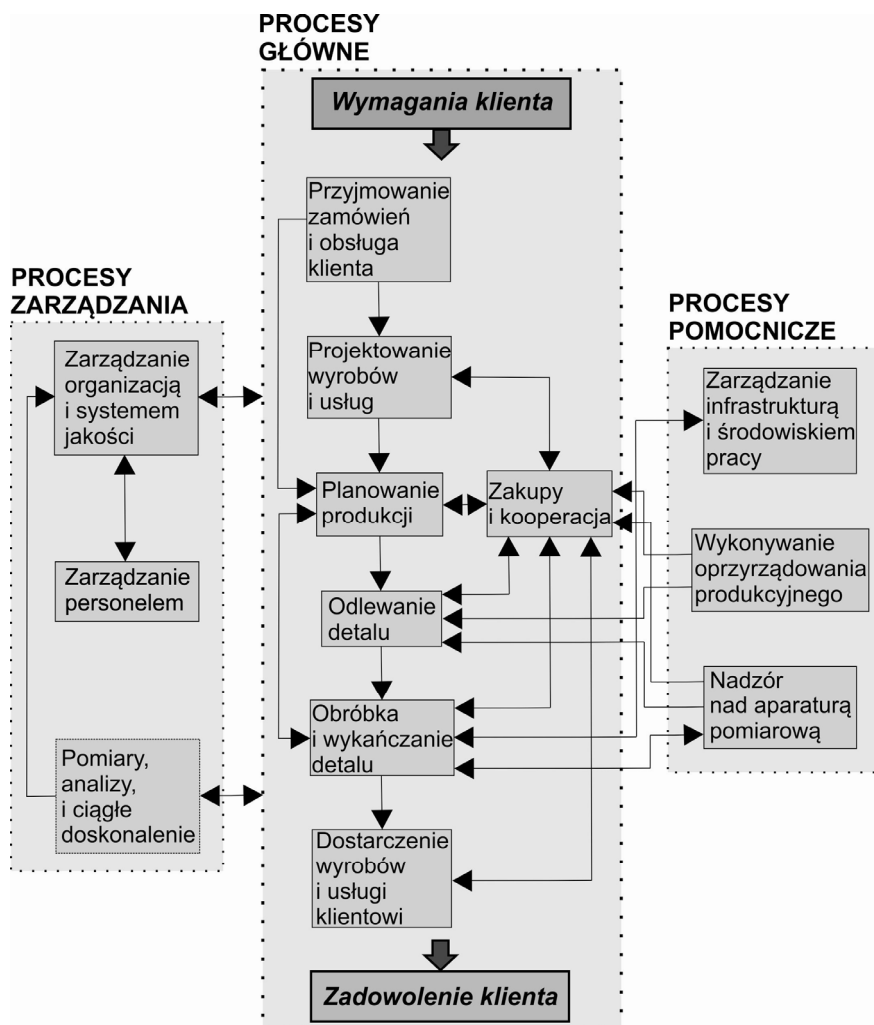 PROCESY
GŁÓWNE
Wymagania klienta
Przyjmowanie
zamówień
i obsługa
klienta
Projektowanie
wyrobów
i usług
Planowanie
produkcji
Zakupy
i kooperacja
Odlewanie
detalu
Obróbka
i wykańczanie
detalu
Dostarczenie
wyrobów
i usługi
klientowi
Zadowolenie klienta
PROCESY
ZARZĄDZANIA
Zarządzanie
organizacją
i systemem
jakości
Zarządzanie
personelem
Pomiary,
analizy,
i ciągłe
doskonalenie
PROCESY
POMOCNICZE
Zarządzanie
infrastrukturą
i środowiskiem
pracy
Wykonywanie
oprzyrządowania
produkcyjnego
Nadzór
nad aparaturą
pomiarową